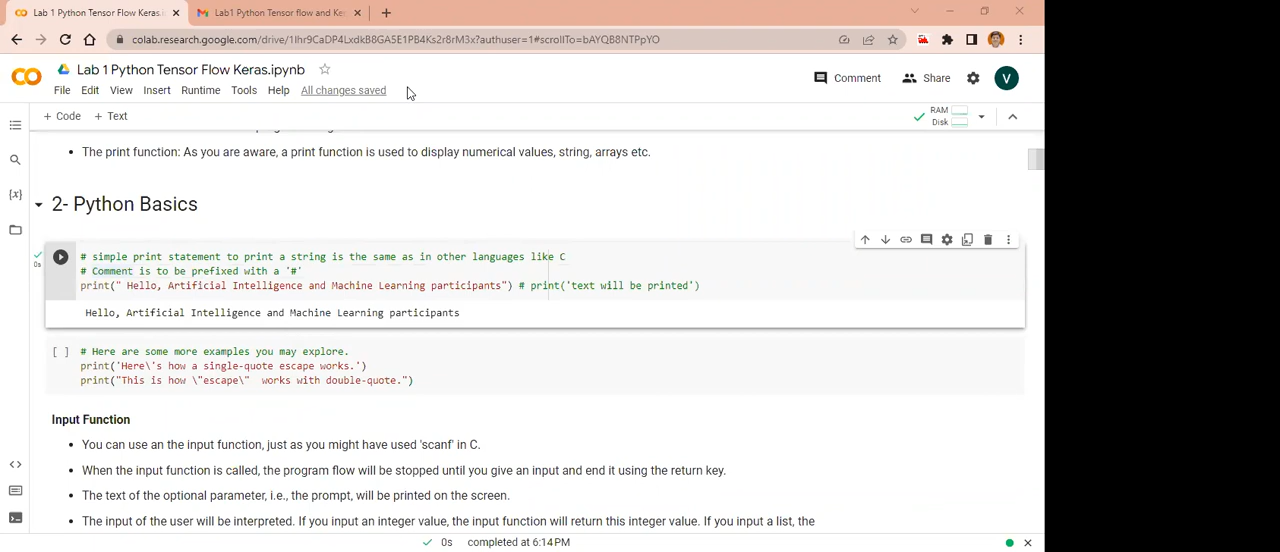 Lab 1 Python Tensor Flow Keras.i
Lab1 Python Tensor flow and Ke
colab.research.google.com/drive/1Ihr9CaDP4LxdkB8GA5E1PB4Ks2r8rM3x?authuser=1#scrollTo=bAYQB8NTPpYO
Lab 1 Python Tensor Flow Keras.ipynb
Comment
Share
V
File Edit View Insert Runtime Tools Help All changes saved
+ Code + Text
RAM
Disk
• The print function: As you are aware, a print function is used to display numerical values, string, arrays etc.
2- Python Basics
0s
# simple print statement to print a string is the same as in other languages like C
# Comment is to be prefixed with a '#'
print(" Hello, Artificial Intelligence and Machine Learning participants") # print('text will be printed')
Hello, Artificial Intelligence and Machine Learning participants
[ ] # Here are some more examples you may explore.
print('Here\'s how a single-quote escape works.')
print("This is how \"escape\"  works with double-quote.")
Input Function
• You can use an the input function, just as you might have used 'scanf' in C.
• When the input function is called, the program flow will be stopped until you give an input and end it using the return key.
• The text of the optional parameter, i.e., the prompt, will be printed on the screen.
• The input of the user will be interpreted. If you input an integer value, the input function will return this integer value. If you input a list, the
0s completed at 6:14 PM